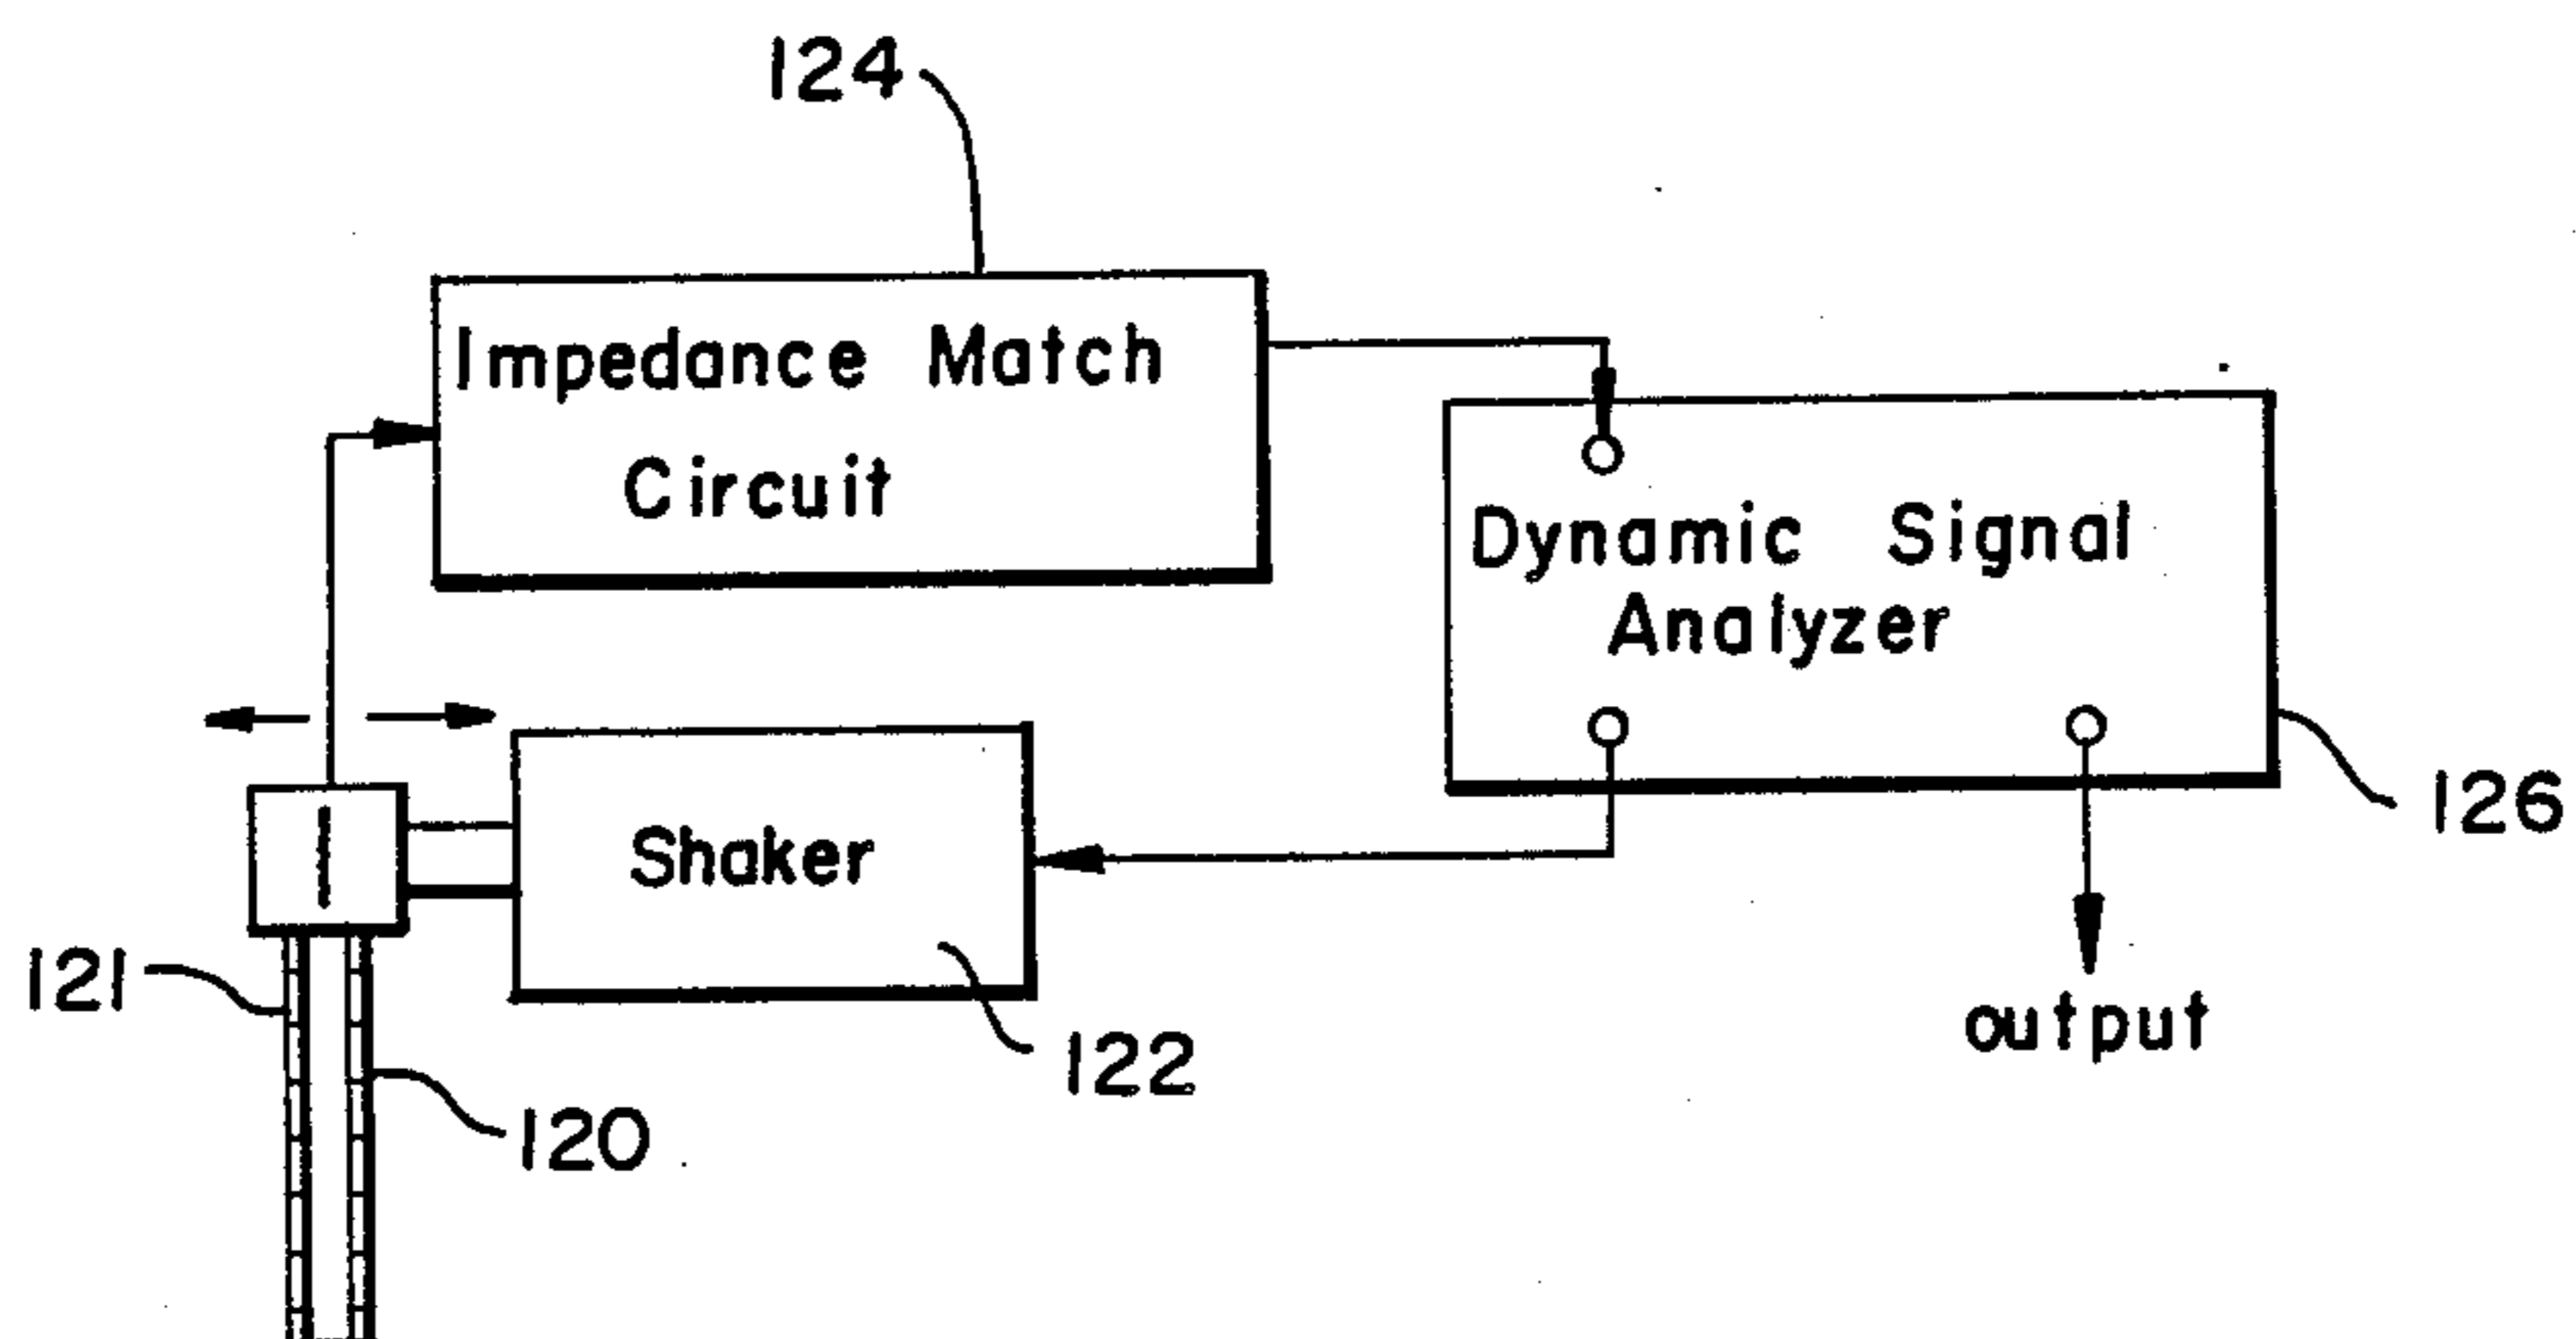 124
Impedance Match
Circuit
Dynamic Signal
Analyzer
126
Shaker
121
122
120
output